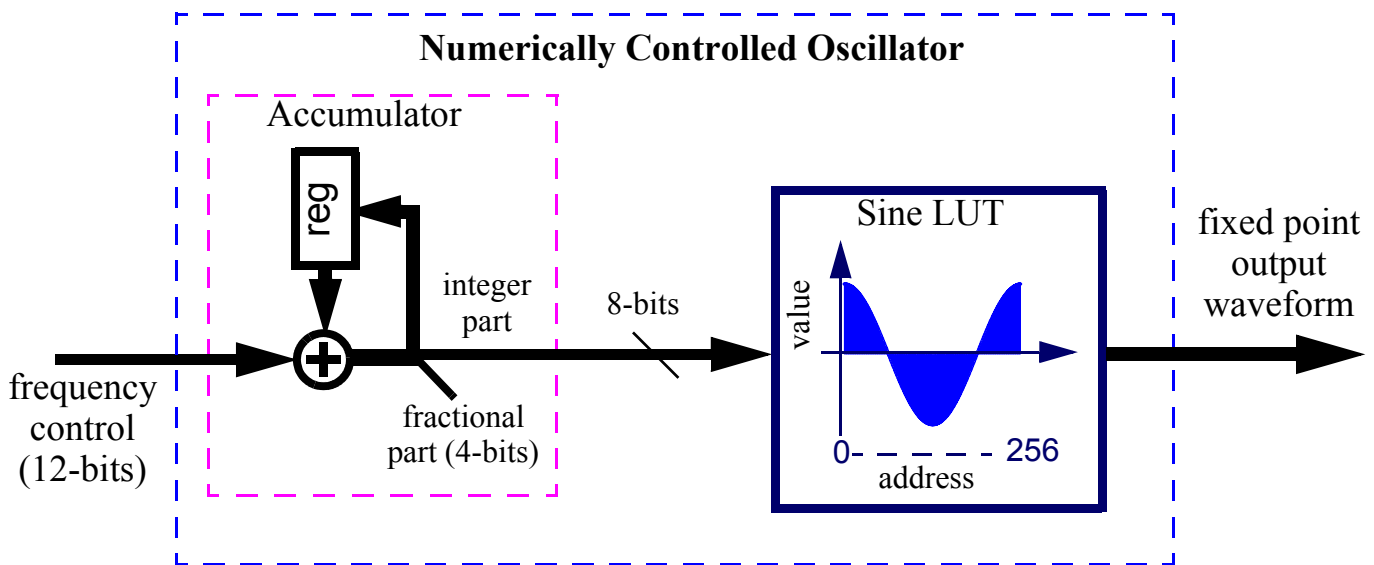 Numerically Controlled Oscillator
Accumulator
reg
integer
part
8-bits
frequency
control
(12-bits)
fractional
part (4-bits)
Sine LUT
value
0
256
address
fixed point
output
waveform